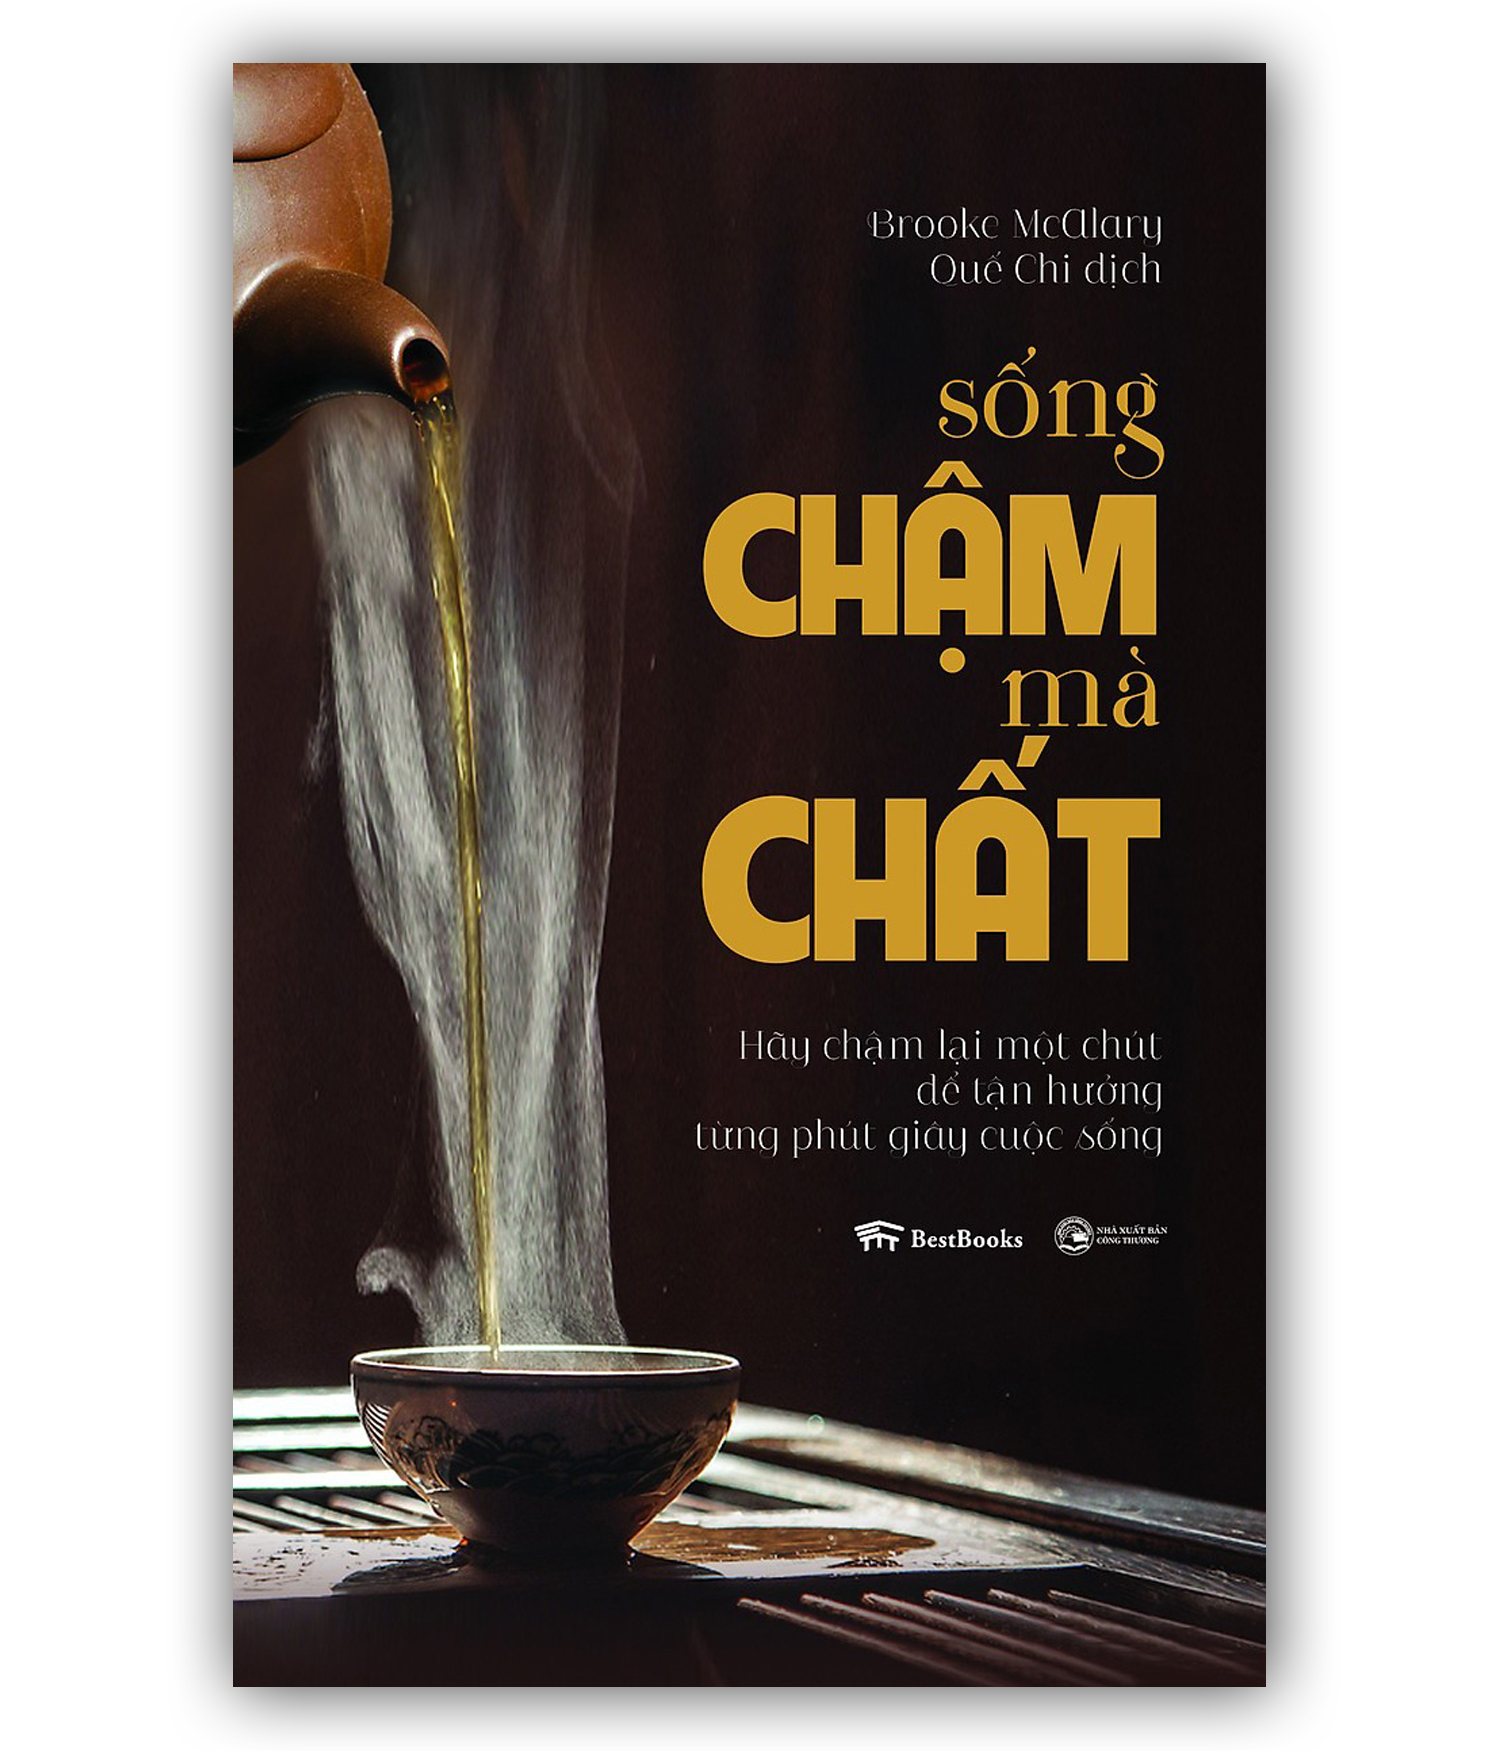 Brooke McAlary
Quế Chi dịch
sống
CHẬM
mà
CHẤT
Hãy chậm lại một chút
để tận hưởng
từng phút giây cuộc sống
BestBooks
NHÀ XUẤT BẢN
CÔNG THƯƠNG